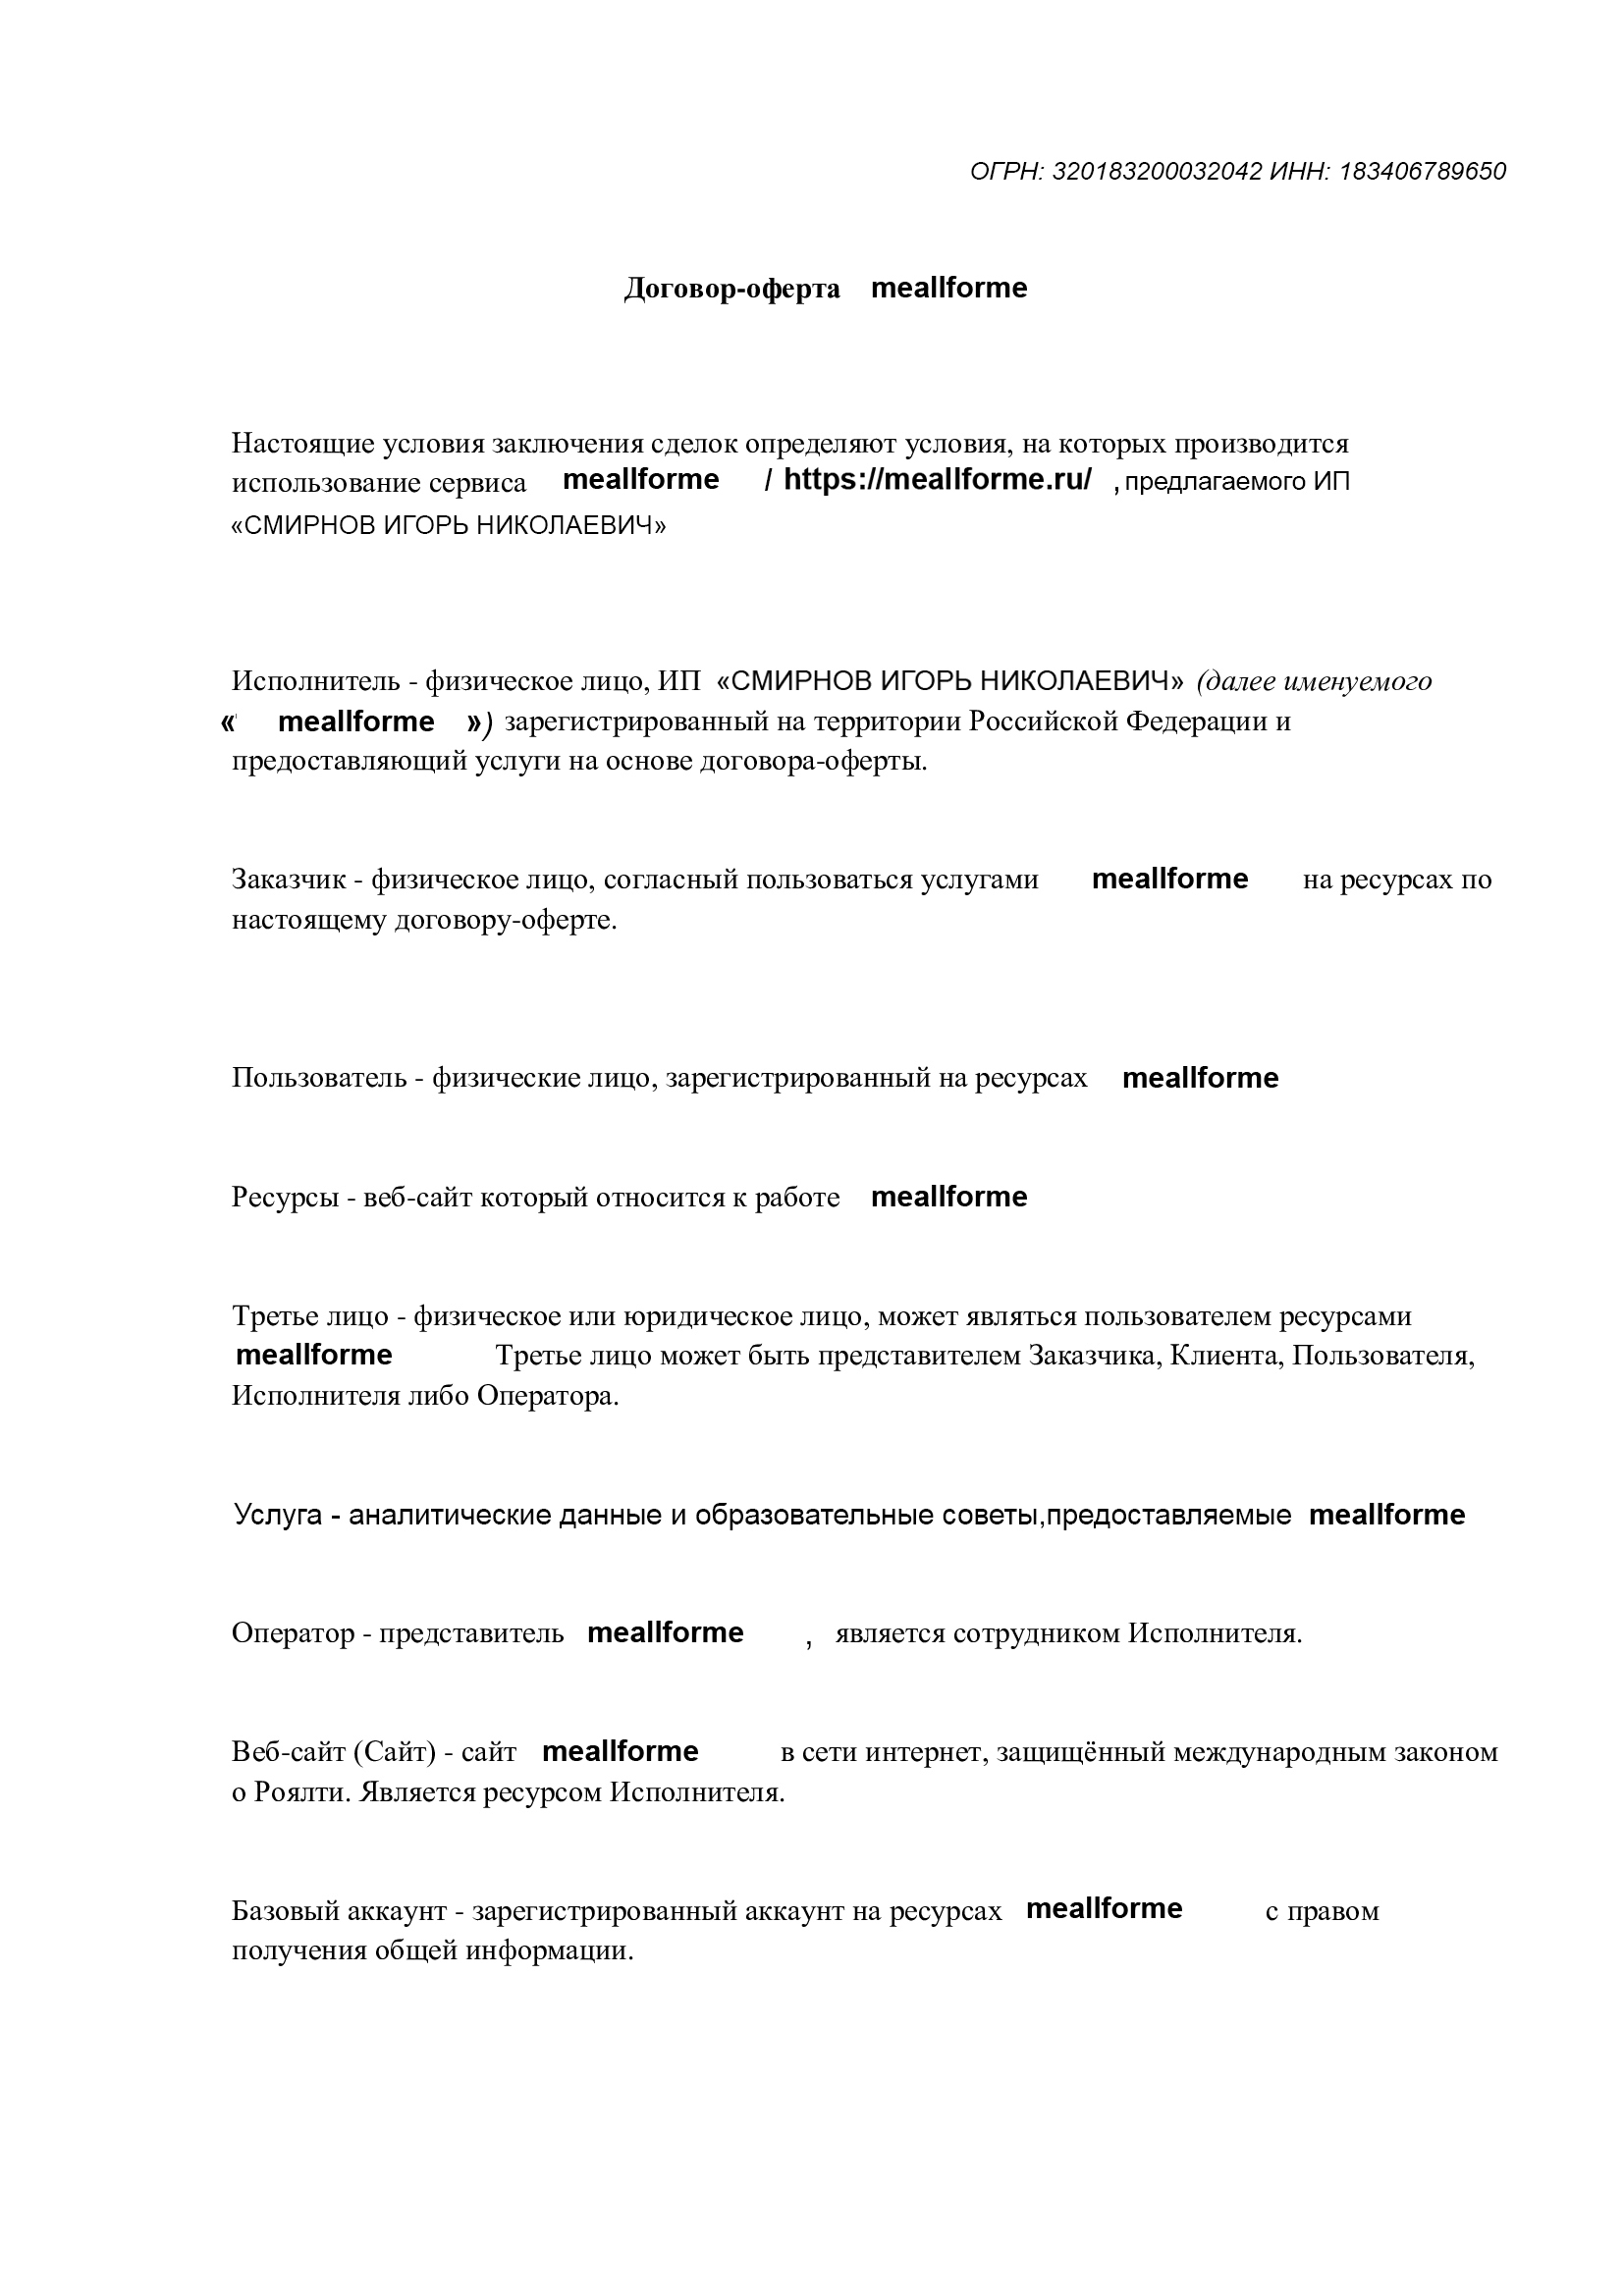 ОГРН: 320183200032042 ИНН: 183406789650
Договор-оферта meallforme
Настоящие условия заключения сделок определяют условия, на которых производится
использование сервиса meallforme / https://meallforme.ru/ , предлагаемого ИП
«СМИРНОВ ИГОРЬ НИКОЛАЕВИЧ»
Исполнитель - физическое лицо, ИП «СМИРНОВ ИГОРЬ НИКОЛАЕВИЧ» (далее именуемого
« meallforme ») зарегистрированный на территории Российской Федерации и
предоставляющий услуги на основе договора-оферты.
Заказчик - физическое лицо, согласный пользоваться услугами meallforme на ресурсах по
настоящему договору-оферте.
Пользователь - физические лицо, зарегистрированный на ресурсах meallforme
Ресурсы - веб-сайт который относится к работе meallforme
Третье лицо - физическое или юридическое лицо, может являться пользователем ресурсами
meallforme Третье лицо может быть представителем Заказчика, Клиента, Пользователя,
Исполнителя либо Оператора.
Услуга - аналитические данные и образовательные советы,предоставляемые meallforme
Оператор - представитель meallforme , является сотрудником Исполнителя.
Веб-сайт (Сайт) - сайт meallforme в сети интернет, защищённый международным законом
о Роялти. Является ресурсом Исполнителя.
Базовый аккаунт - зарегистрированный аккаунт на ресурсах meallforme с правом
получения общей информации.